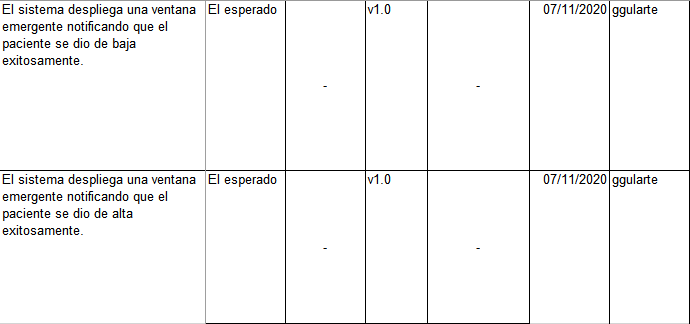 El sistema despliega una ventana emergente notificando que el paciente se dio de baja exitosamente. El esperado - v1.0 - 07/11/2020 ggularte
El sistema despliega una ventana emergente notificando que el paciente se dio de alta exitosamente. El esperado - v1.0 - 07/11/2020 ggularte